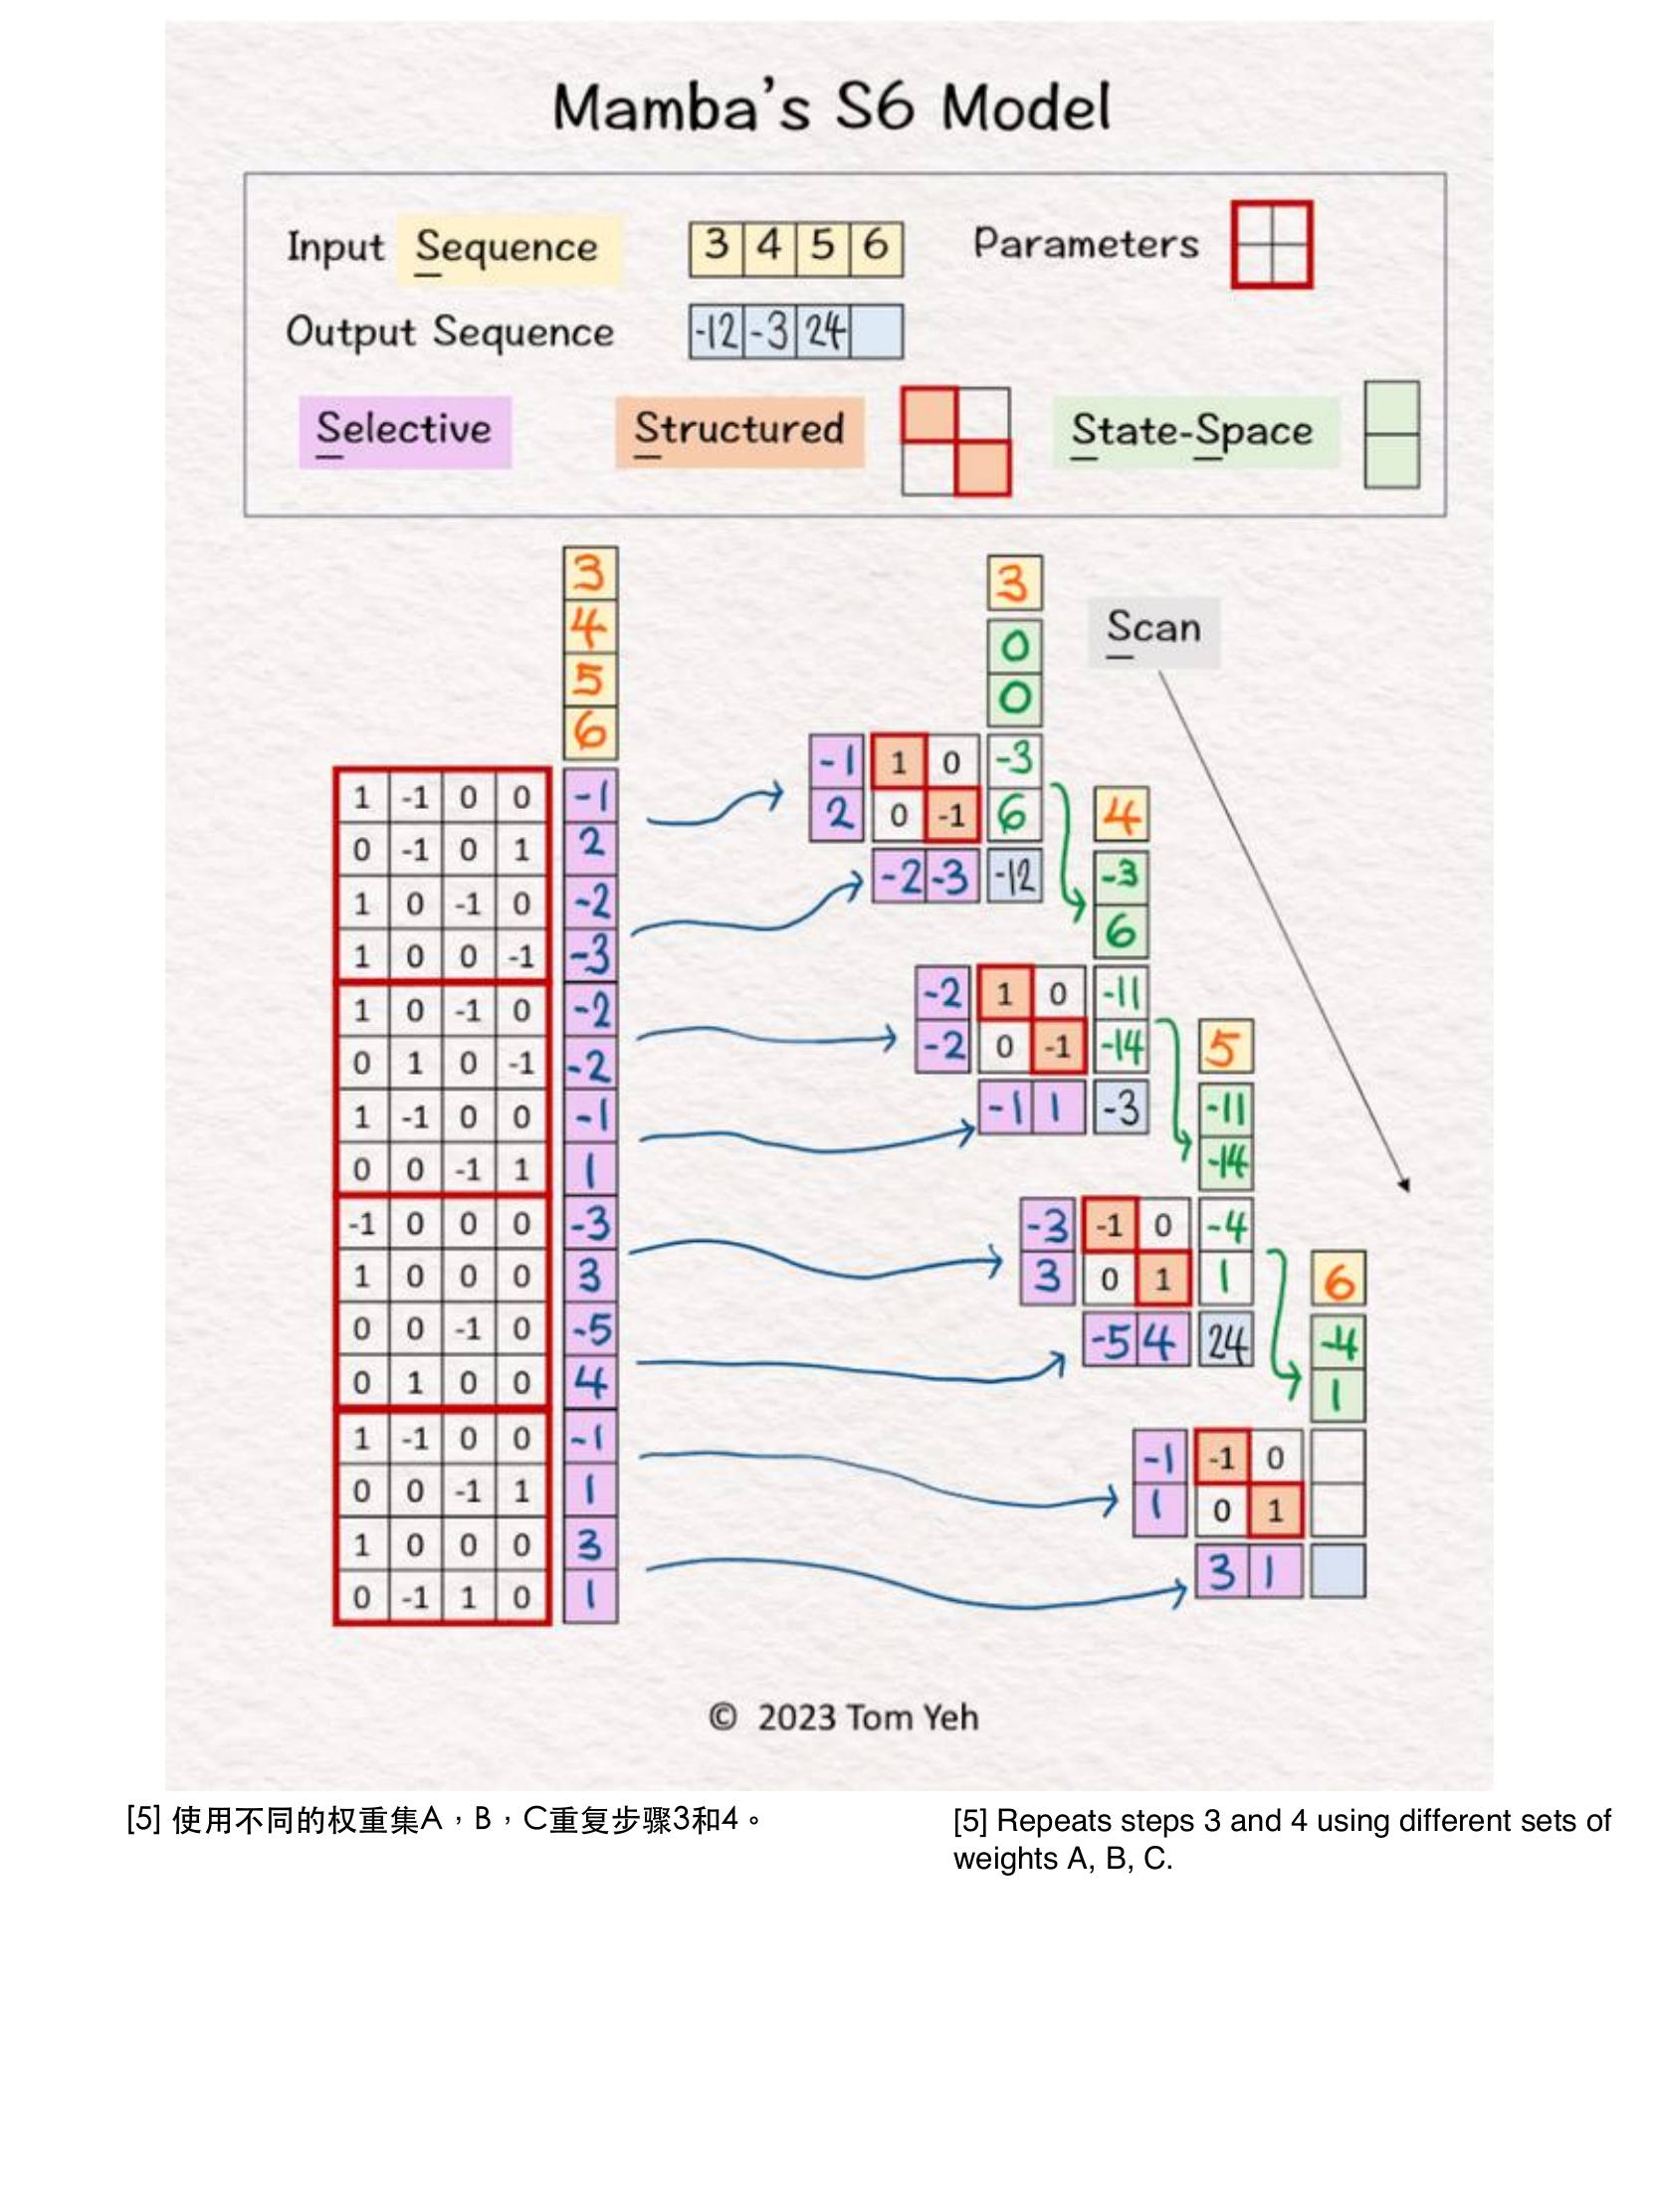 Mamba's S6 Model
Input Sequence 3 4 5 6 Parameters
Output Sequence -12 -3 24
Selective Structured State-Space
3
4
5
6
1 -1 0 0 -1
0 -1 0 1 2
1 0 -1 0 -2
1 0 0 -1 -3
1 0 -1 0 -2
0 1 0 -1 -2
1 -1 0 0 -1
0 0 -1 1 1
-1 0 0 0 -3
1 0 0 0 3
0 0 -1 0 -5
0 1 0 0 4
1 -1 0 0 -1
0 0 -1 1 1
1 0 0 0 3
0 -1 1 0 1
3
Scan
0
0
-1 1 0 -3
2 0 -1 6
-2 -3 -12
4
-3
6
-2 1 0 -11
-2 0 -1 -14
-1 1 -3
5
-11
-14
-3 -1 0 -4
3 0 1 1
-5 4 24
6
-4
1
-1 -1 0
1 0 1
3 1
© 2023 Tom Yeh
[5] 使用不同的权重集A，B，C重复步骤3和4。
[5] Repeats steps 3 and 4 using different sets of
weights A, B, C.